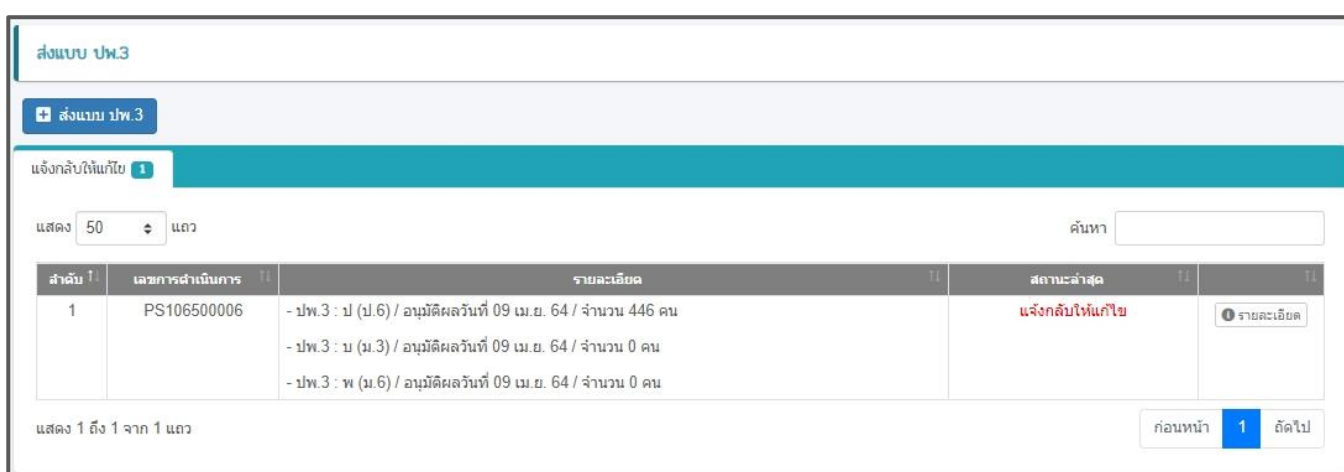 ส่งแบบ ปพ.3
ส่งแบบ ปพ.3
แจ้งกลับให้แก้ไข 1
แสดง 50 แถว ค้นหา
ลำดับ เลขการดำเนินการ รายละเอียด สถานะล่าสุด
1 PS106500006 - ปพ.3 : ป (ป.6) / อนุมัติผลวันที่ 09 เม.ย. 64 / จำนวน 446 คน แจ้งกลับให้แก้ไข รายละเอียด
- ปพ.3 : บ (ม.3) / อนุมัติผลวันที่ 09 เม.ย. 64 / จำนวน 0 คน
- ปพ.3 : พ (ม.6) / อนุมัติผลวันที่ 09 เม.ย. 64 / จำนวน 0 คน
แสดง 1 ถึง 1 จาก 1 แถว ก่อนหน้า 1 ถัดไป